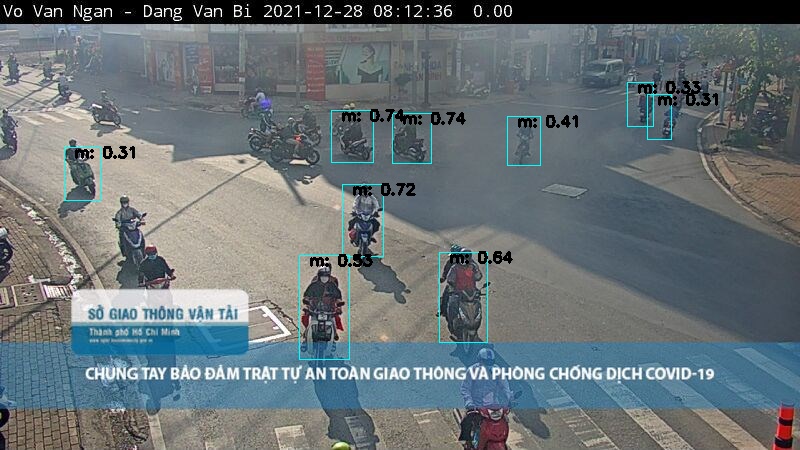 Vo Van Ngan - Dang Van Bi 2021-12-28 08:12:36 0.00
m: 0.33
m: 0.31
m: 0.74
m: 0.74
m: 0.41
m: 0.31
m: 0.72
m: 0.53
m: 0.64
SỞ GIAO THÔNG VẬN TẢI
Thành phố Hồ Chí Minh
CHUNG TAY BẢO ĐẢM TRẬT TỰ AN TOÀN GIAO THÔNG VÀ PHÒNG CHỐNG DỊCH COVID-19